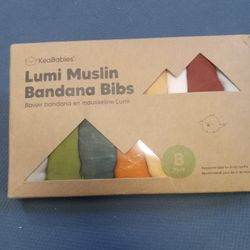 KeaBabies
Lumi Muslin
Bandana Bibs
Bavoir bandana en mousseline Lumi
8